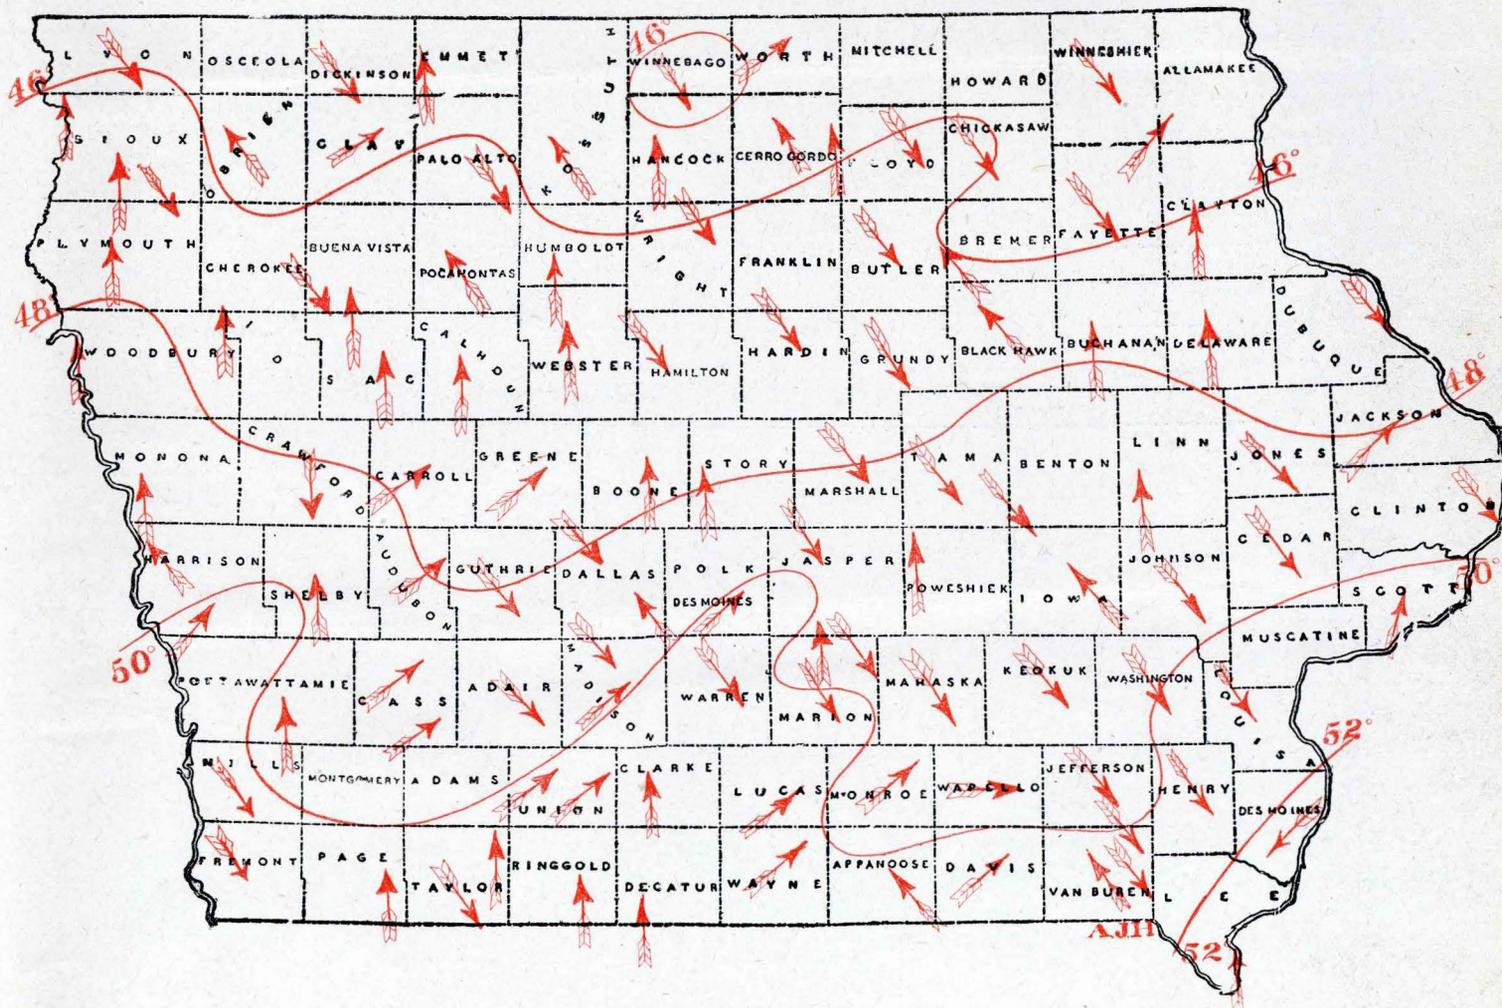 LYON
OSCEOLA
DICKINSON
EMMET
KOSSUTH
46°
WINNEBAGO
WORTH
MITCHELL
HOWARD
WINNESHIEK
ALLAMAKEE
46°
SIOUX
OBRIEN
CLAY
PALO ALTO
HANCOCK
CERRO GORDO
FLOYD
CHICKASAW
46°
PLYMOUTH
CHEROKEE
BUENA VISTA
POCAHONTAS
HUMBOLDT
WRIGHT
FRANKLIN
BUTLER
BREMER
FAYETTE
CLAYTON
48°
WOODBURY
IDA
SAC
CALHOUN
WEBSTER
HAMILTON
HARDIN
GRUNDY
BLACK HAWK
BUCHANAN
DELAWARE
DUBUQUE
48°
MONONA
CRAWFORD
CARROLL
GREENE
BOONE
STORY
MARSHALL
TAMA
BENTON
LINN
JONES
JACKSON
CLINTON
HARRISON
SHELBY
AUDUBON
GUTHRIE
DALLAS
POLK
DES MOINES
JASPER
POWESHIEK
IOWA
JOHNSON
CEDAR
SCOTT
50°
MUSCATINE
50°
POTTAWATTAMIE
CASS
ADAIR
MADISON
WARREN
MARION
MAHASKA
KEOKUK
WASHINGTON
LOUISA
52°
MILLS
MONTGOMERY
ADAMS
UNION
CLARKE
LUCAS
MONROE
WAPELLO
JEFFERSON
HENRY
DES MOINES
FREMONT
PAGE
TAYLOR
RINGGOLD
DECATUR
WAYNE
APPANOOSE
DAVIS
VAN BUREN
LEE
AJH
52°